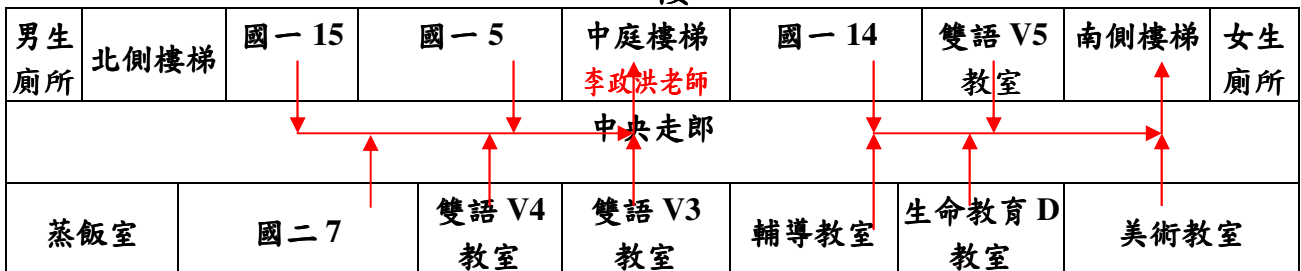 男生廁所
北側樓梯
國一 15
國一 5
中庭樓梯
李政洪老師
國一 14
雙語 V5
教室
南側樓梯
女生廁所
中央走郎
蒸飯室
國二 7
雙語 V4
教室
雙語 V3
教室
輔導教室
生命教育 D
教室
美術教室